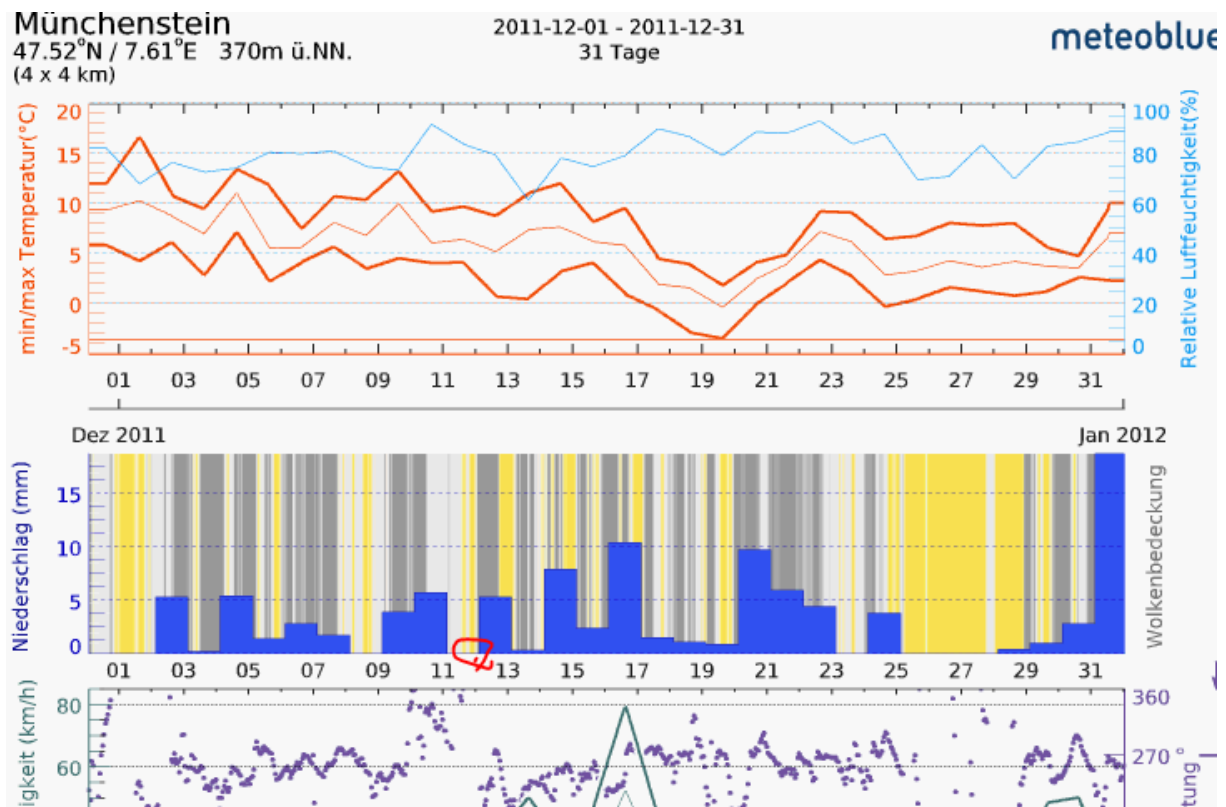 Münchenstein
47.52°N / 7.61°E 370m ü.NN.
(4 x 4 km)
2011-12-01 - 2011-12-31
31 Tage
meteoblue
min/max Temperatur(°C)
20
15
10
5
0
-5
100
80
60
40
20
0
Relative Luftfeuchtigkeit(%)
01 03 05 07 09 11 13 15 17 19 21 23 25 27 29 31
Dez 2011
Jan 2012
Niederschlag (mm)
15
10
5
0
Wolkenbedeckung
01 03 05 07 09 11 13 15 17 19 21 23 25 27 29 31
igkeit (km/h)
80
60
360
270
°
tung